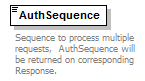 AuthSequence
Sequence to process multiple
requests,  AuthSequence will
be returned on corresponding
Response.